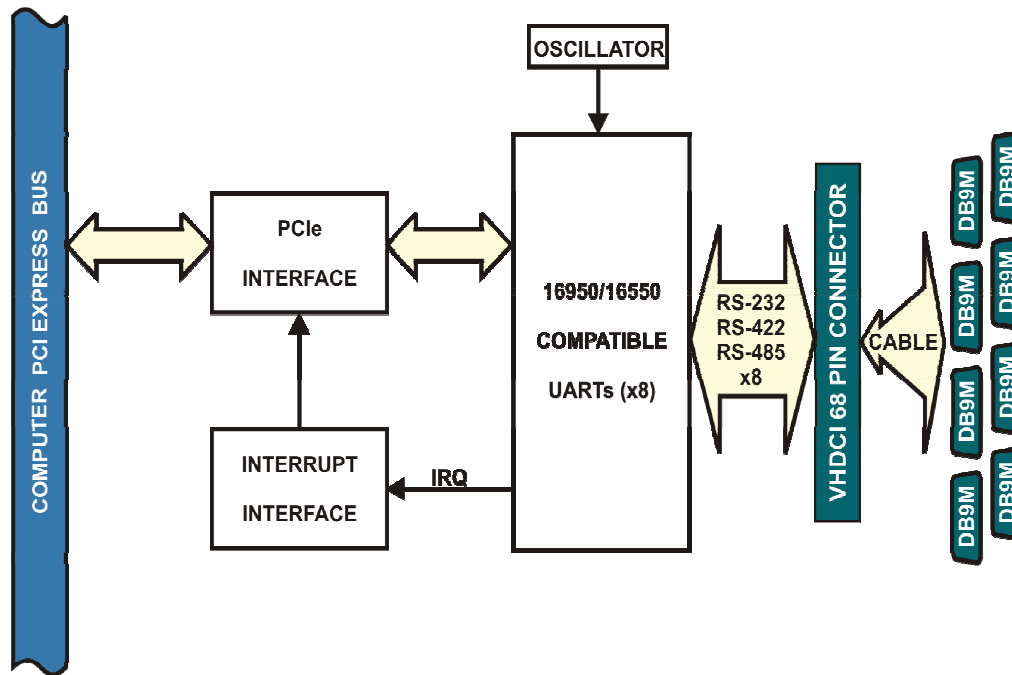 COMPUTER PCI EXPRESS BUS
OSCILLATOR
PCIe
INTERFACE
INTERRUPT
INTERFACE
IRQ
16950/16550
COMPATIBLE
UARTs (x8)
RS-232
RS-422
RS-485
x8
VHDCI 68 PIN CONNECTOR
CABLE
DB9M
DB9M
DB9M
DB9M
DB9M
DB9M
DB9M
DB9M